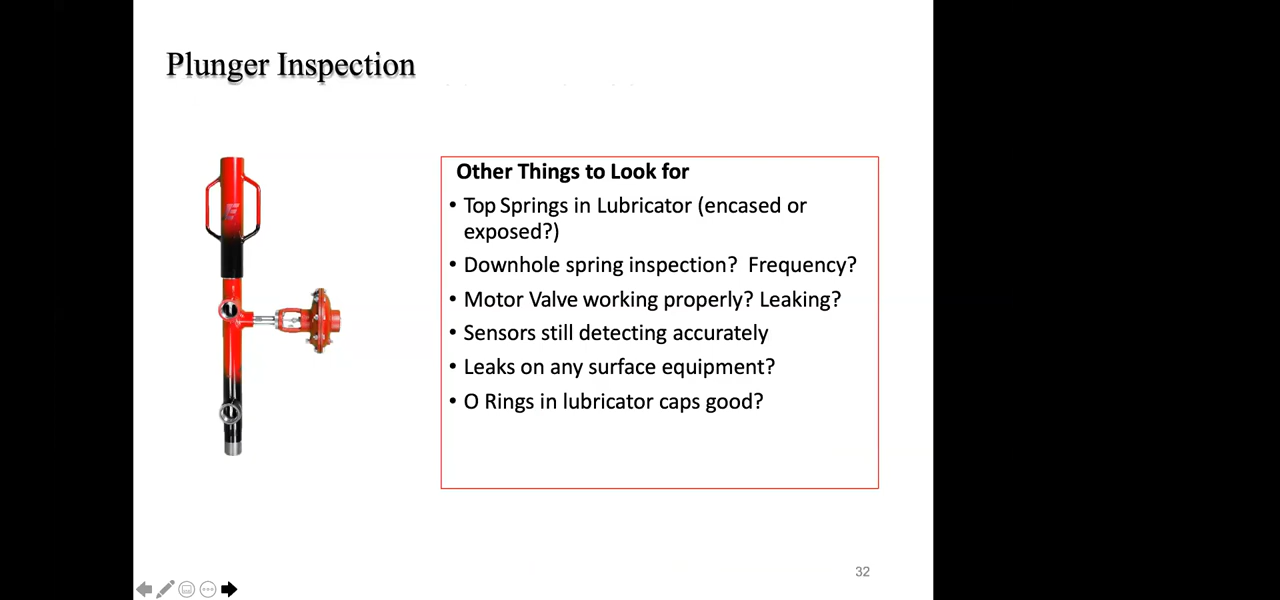 Plunger Inspection
Other Things to Look for
• Top Springs in Lubricator (encased or
exposed?)
• Downhole spring inspection?  Frequency?
• Motor Valve working properly? Leaking?
• Sensors still detecting accurately
• Leaks on any surface equipment?
• O Rings in lubricator caps good?
32